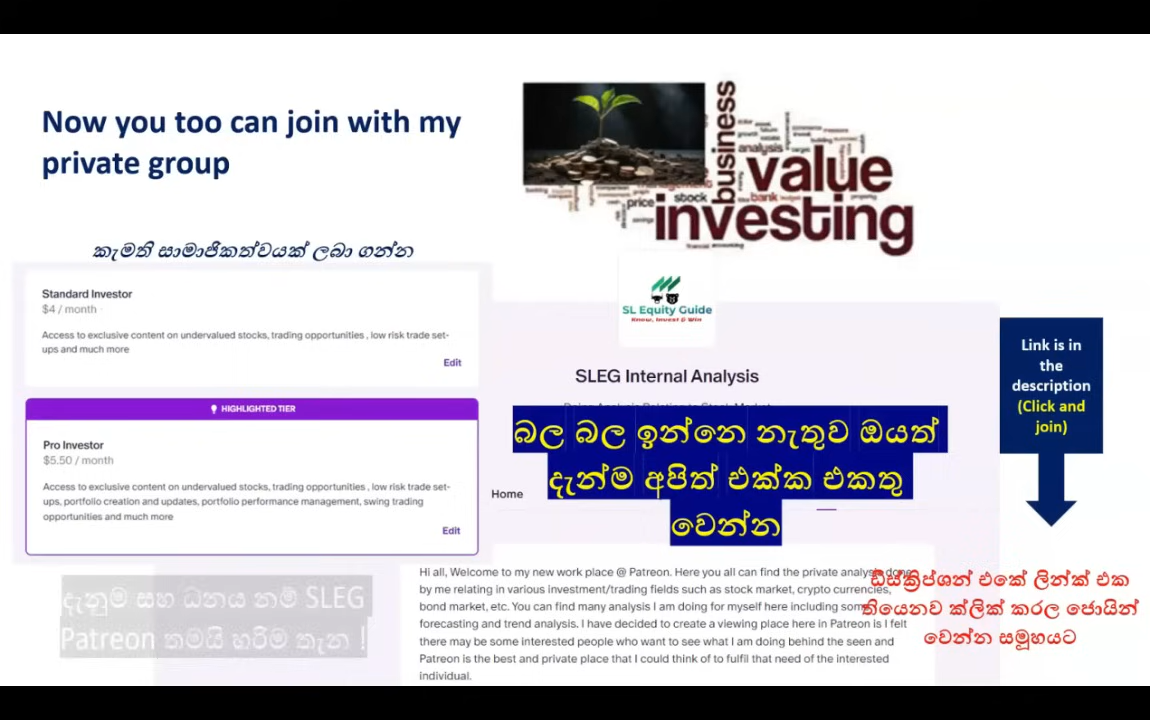 Now you too can join with my
private group
කැමති සාමාජිකත්වයක් ලබා ගන්න
Standard Investor
$4 / month
Access to exclusive content on undervalued stocks, trading opportunities , low risk trade set-
ups and much more
Edit
HIGHLIGHTED TIER
Pro Investor
$5.50 / month
Access to exclusive content on undervalued stocks, trading opportunities , low risk trade set-
ups, portfolio creation and updates, portfolio performance management, swing trading
opportunities and much more
Edit
දැනුම සහ ධනය නම් SLEG
Patreon තමයි හරිම තැන !
business
analysis
value
price
stock
bank
investing
SL Equity Guide
Know, Invest & Win
SLEG Internal Analysis
බල බල ඉන්නෙ නැතුව ඔයත්
දැන්ම අපිත් එක්ක එකතු
වෙන්න
Home
Hi all, Welcome to my new work place @ Patreon. Here you all can find the private analysis done
by me relating in various investment/trading fields such as stock market, crypto currencies,
bond market, etc. You can find many analysis I am doing for myself here including some
forecasting and trend analysis. I have decided to create a viewing place here in Patreon is I felt
there may be some interested people who want to see what I am doing behind the seen and
Patreon is the best and private place that I could think of to fulfil that need of the interested
individual.
Link is in
the
description
(Click and
join)
ඩිස්ක්‍රිප්ශන් එකේ ලින්ක් එක
තියෙනව ක්ලික් කරල ජොයින්
වෙන්න සමූහයට